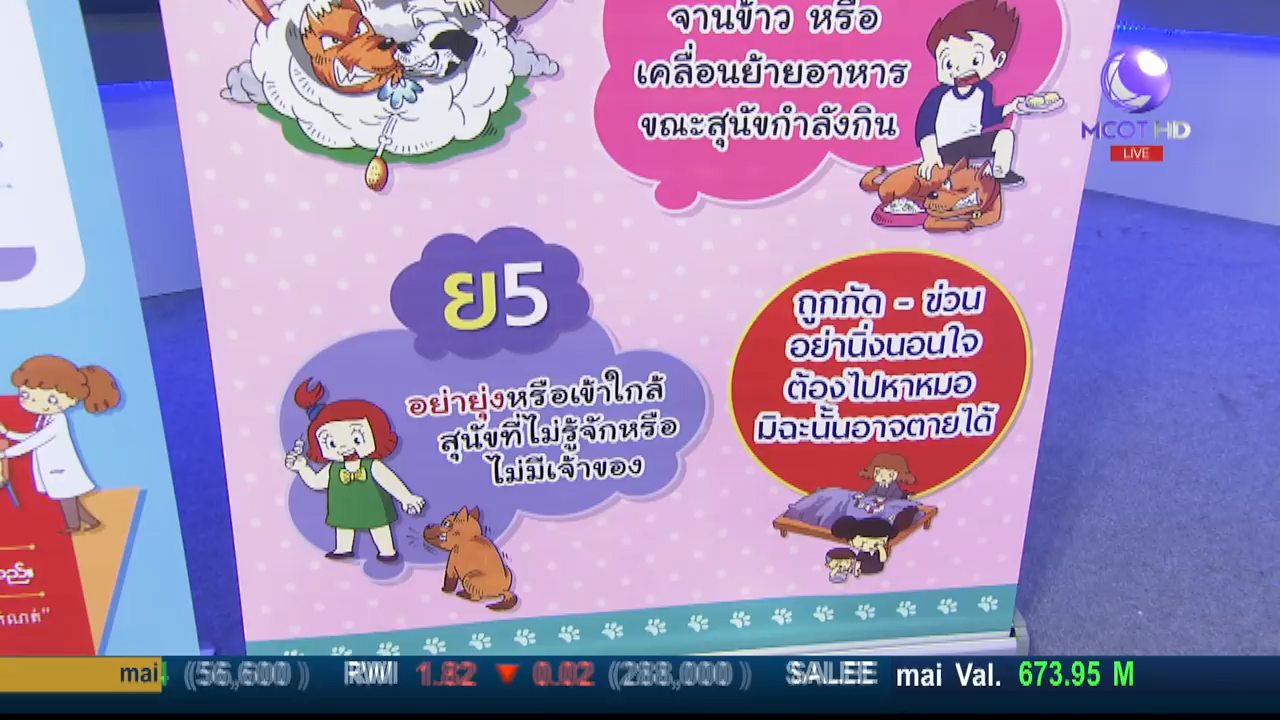 จานข้าว หรือ
เคลื่อนย้ายอาหาร
ขณะสุนัขกำลังกิน
MCOT HD
LIVE
ย5
อย่ายุ่งหรือเข้าใกล้
สุนัขที่ไม่รู้จักหรือ
ไม่มีเจ้าของ
ถูกกัด - ข่วน
อย่านิ่งนอนใจ
ต้องไปหาหมอ
มิฉะนั้นอาจตายได้
mai (56,600) RWI 1.82 ▼ 0.02 (288,000) SALEE mai Val. 673.95 M